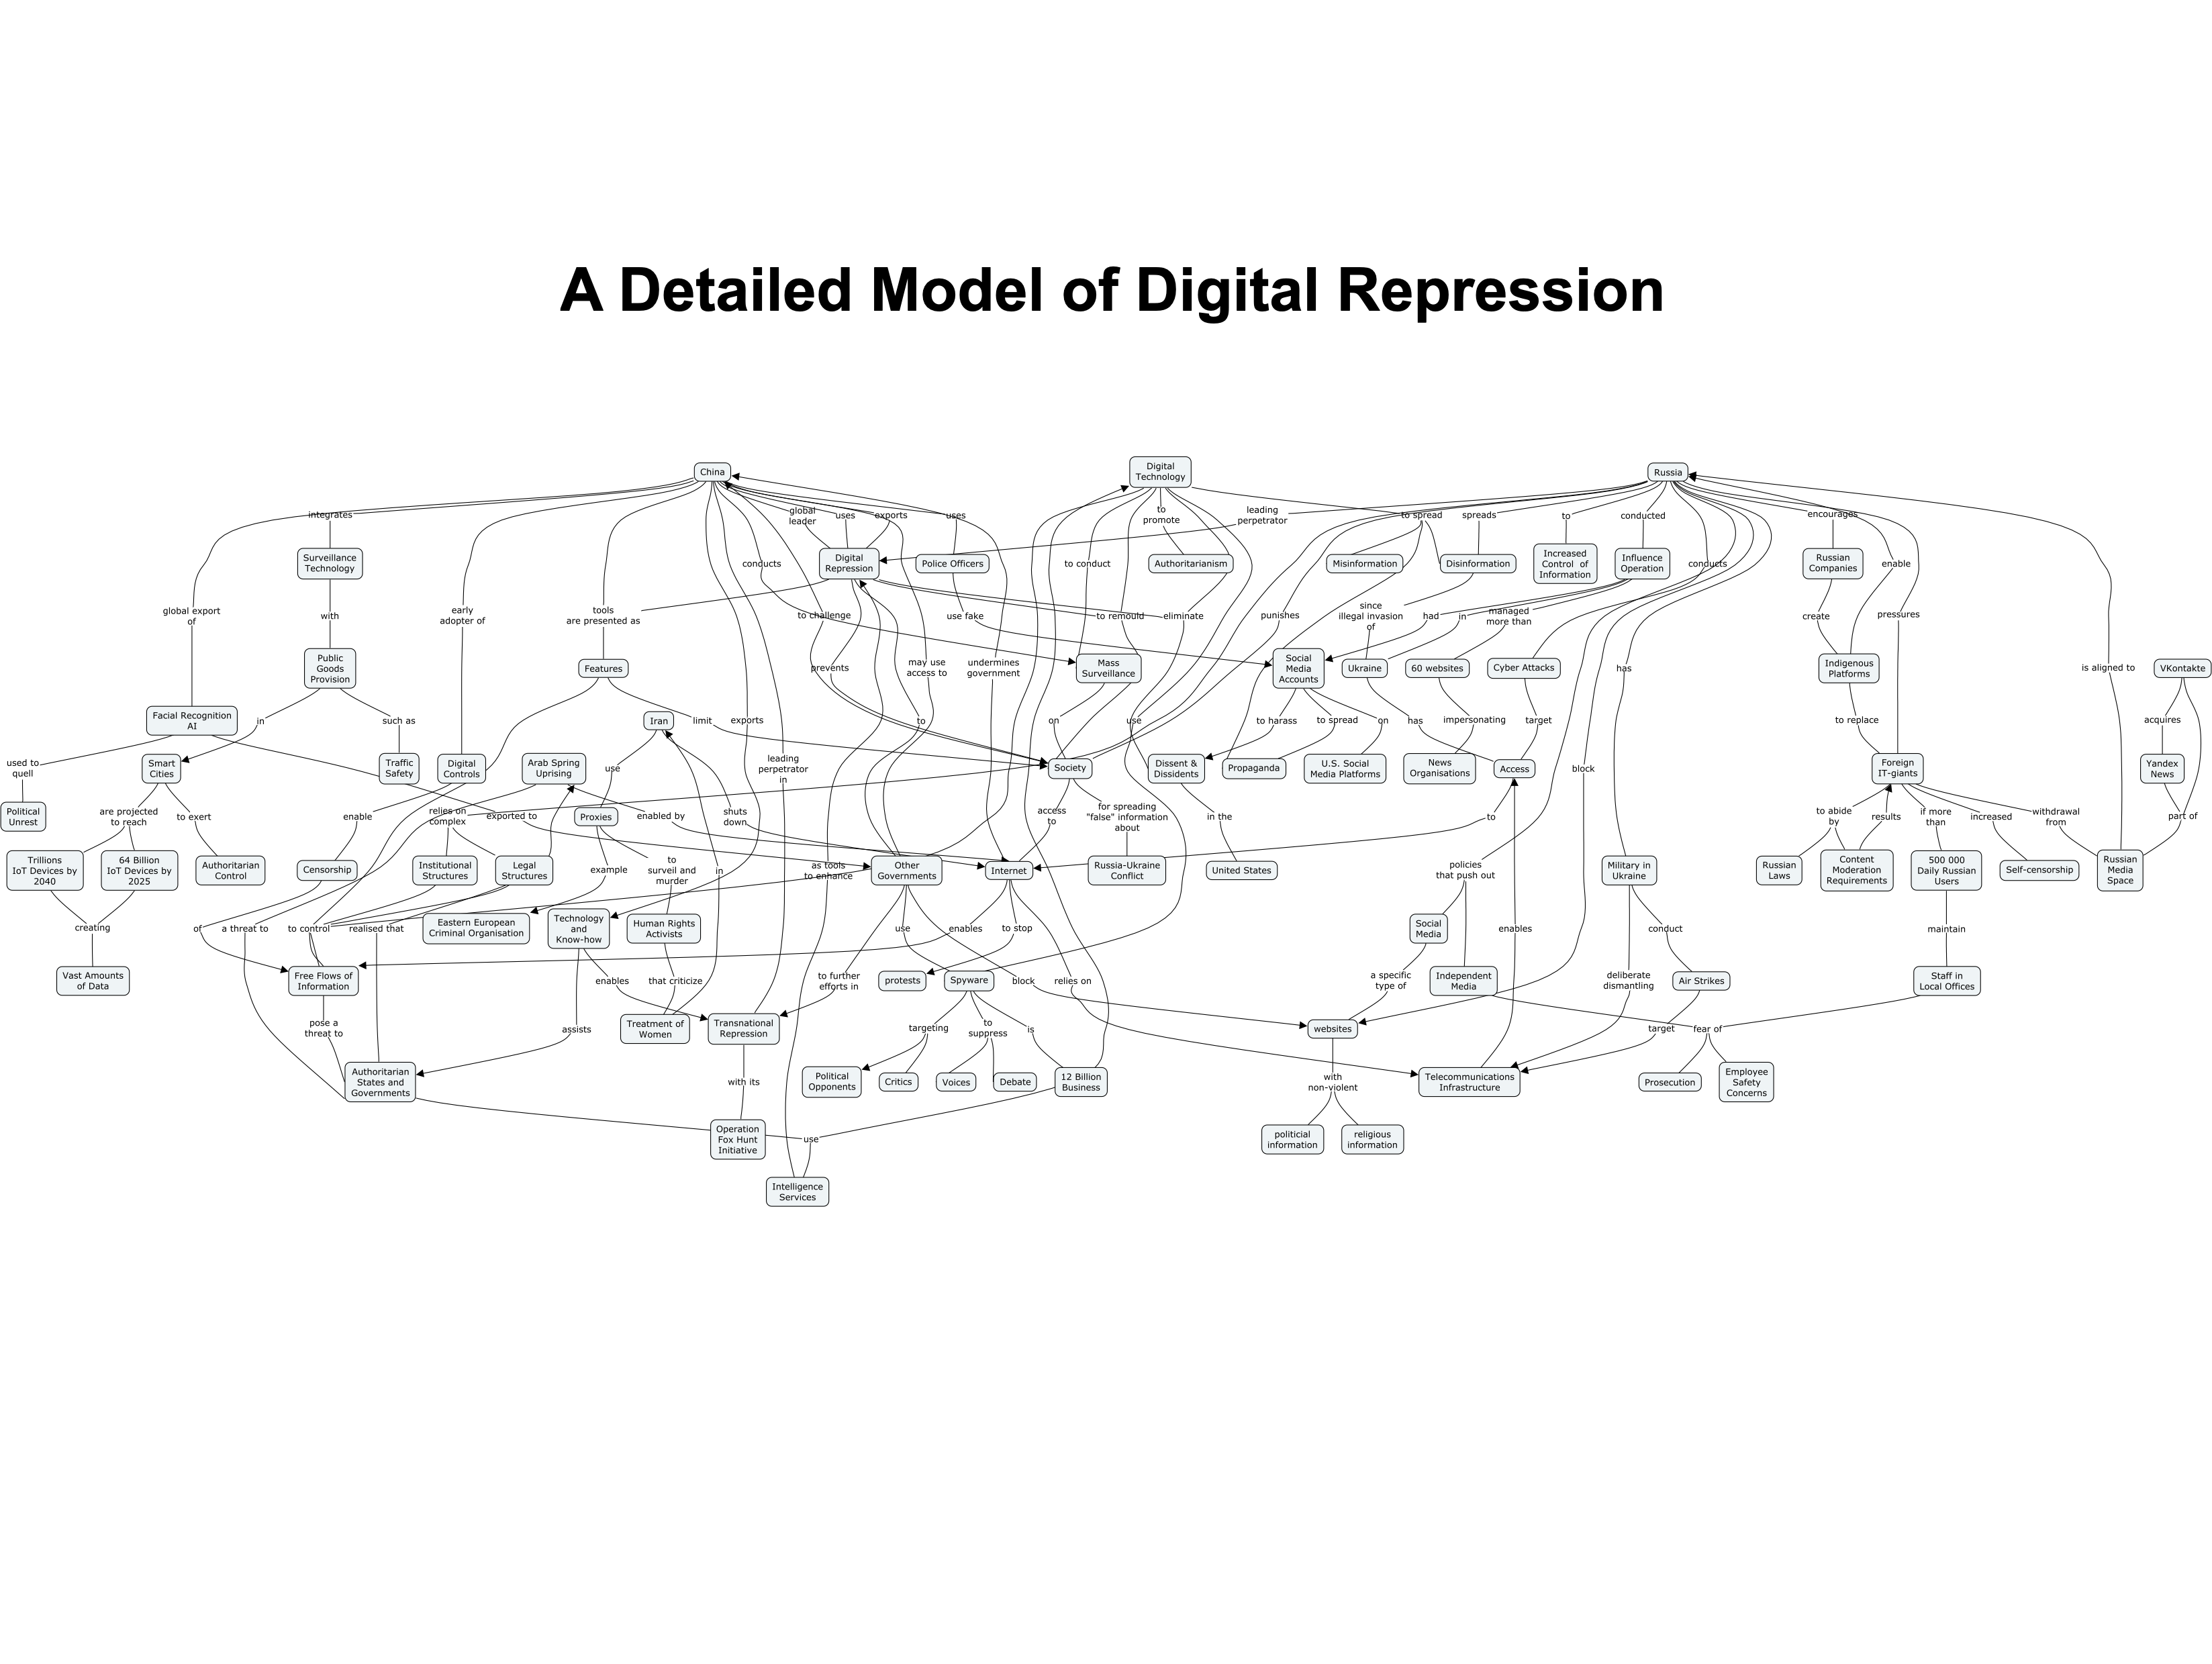 A Detailed Model of Digital Repression
China
Digital
Technology
Russia
integrates
global
leader
uses
exports
uses
to
promote
leading
perpetrator
to spread
spreads
to
conducted
encourages
Surveillance
Technology
conducts
Digital
Repression
Police Officers
to conduct
Authoritarianism
Misinformation
Disinformation
Increased
Control of
Information
Influence
Operation
conducts
Russian
Companies
enable
global export
of
with
early
adopter of
tools
are presented as
to challenge
use fake
to remould
eliminate
punishes
since
illegal invasion
of
had
in
managed
more than
create
pressures
Public
Goods
Provision
Features
prevents
may use
access to
undermines
government
Mass
Surveillance
Social
Media
Accounts
Ukraine
60 websites
Cyber Attacks
has
Indigenous
Platforms
is aligned to
VKontakte
Facial Recognition
AI
in
such as
Iran
limit
exports
to
on
use
to harass
to spread
on
has
impersonating
target
to replace
acquires
used to
quell
Smart
Cities
Traffic
Safety
Digital
Controls
Arab Spring
Uprising
use
leading
perpetrator
in
Society
Dissent &
Dissidents
Propaganda
U.S. Social
Media Platforms
News
Organisations
Access
block
Foreign
IT-giants
Yandex
News
Political
Unrest
are projected
to reach
to exert
enable
relies on
complex
exported to
Proxies
enabled by
shuts
down
access
to
for spreading
"false" information
about
in the
to
to abide
by
results
if more
than
increased
withdrawal
from
part of
Trillions
IoT Devices by
2040
64 Billion
IoT Devices by
2025
Authoritarian
Control
Censorship
Institutional
Structures
Legal
Structures
example
to
surveil and
murder
in
as tools
to enhance
Other
Governments
Internet
Russia-Ukraine
Conflict
United States
policies
that push out
Military in
Ukraine
Russian
Laws
Content
Moderation
Requirements
500 000
Daily Russian
Users
Self-censorship
Russian
Media
Space
creating
of
a threat to
to control
realised that
Eastern European
Criminal Organisation
Technology
and
Know-how
Human Rights
Activists
use
enables
to stop
Social
Media
enables
conduct
maintain
Vast Amounts
of Data
Free Flows of
Information
enables
that criticize
to further
efforts in
protests
Spyware
block
relies on
a specific
type of
Independent
Media
deliberate
dismantling
Air Strikes
Staff in
Local Offices
pose a
threat to
assists
Treatment of
Women
Transnational
Repression
targeting
to
suppress
is
websites
target
fear of
Authoritarian
States and
Governments
with its
Political
Opponents
Critics
Voices
Debate
12 Billion
Business
with
non-violent
Telecommunications
Infrastructure
Prosecution
Employee
Safety
Concerns
Operation
Fox Hunt
Initiative
use
politicial
information
religious
information
Intelligence
Services